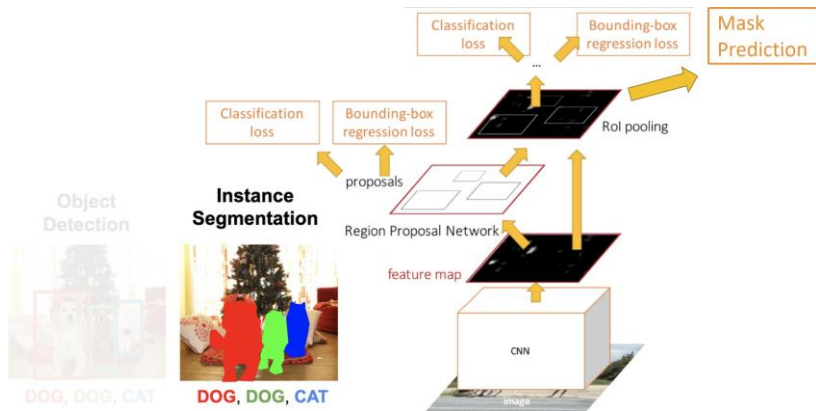 Classification
loss
Bounding-box
regression loss
Mask
Prediction
...
RoI pooling
Classification
loss
Bounding-box
regression loss
proposals
Region Proposal Network
Object
Detection
Instance
Segmentation
feature map
CNN
image
DOG, DOG, CAT
DOG, DOG, CAT